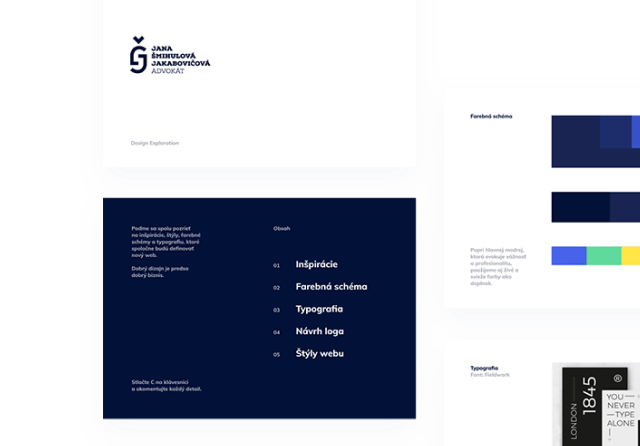 JANA
ŠMIHULOVÁ
JAKABOVIČOVÁ
ADVOKÁT
Design Exploration
Poďme sa spolu pozrieť
na inšpirácie, štýly, farebné
schémy a typografiu, ktoré
spoločne budú definovať
nový web.
Dobrý dizajn je predsa
dobrý biznis.
Stlačte C na klávesnici
a okomentujte každý detail.
Obsah
01 Inšpirácie
02 Farebná schéma
03 Typografia
04 Návrh loga
05 Štýly webu
Farebná schéma
Popri hlavnej modrej,
ktorá evokuje vážnosť
a profesionalitu,
použijeme aj živé a
svieže farby ako
doplnok.
Typografia
Font: Fieldwork
LONDON
1845
®
YOU
NEVER
—TYPE
ALONE